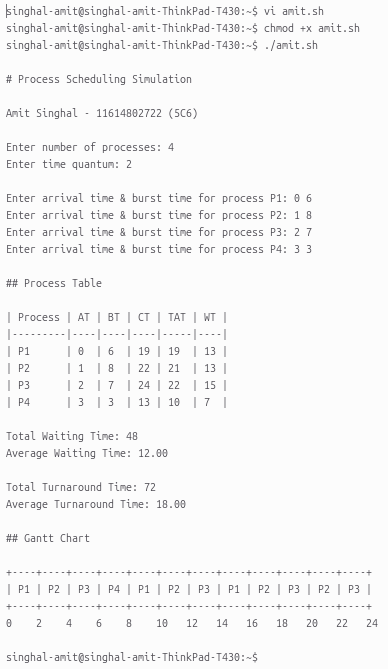 singhal-amit@singhal-amit-ThinkPad-T430:~$ vi amit.sh
singhal-amit@singhal-amit-ThinkPad-T430:~$ chmod +x amit.sh
singhal-amit@singhal-amit-ThinkPad-T430:~$ ./amit.sh
# Process Scheduling Simulation
Amit Singhal - 11614802722 (5C6)
Enter number of processes: 4
Enter time quantum: 2
Enter arrival time & burst time for process P1: 0 6
Enter arrival time & burst time for process P2: 1 8
Enter arrival time & burst time for process P3: 2 7
Enter arrival time & burst time for process P4: 3 3
## Process Table
| Process | AT | BT | CT | TAT | WT |
|---------|----|----|----|-----|----|
| P1      | 0  | 6  | 19 | 19  | 13 |
| P2      | 1  | 8  | 22 | 21  | 13 |
| P3      | 2  | 7  | 24 | 22  | 15 |
| P4      | 3  | 3  | 13 | 10  | 7  |
Total Waiting Time: 48
Average Waiting Time: 12.00
Total Turnaround Time: 72
Average Turnaround Time: 18.00
## Gantt Chart
+----+----+----+----+----+----+----+----+----+----+----+----+
| P1 | P2 | P3 | P4 | P1 | P2 | P3 | P1 | P2 | P3 | P2 | P3 |
+----+----+----+----+----+----+----+----+----+----+----+----+
0    2    4    6    8    10   12   14   16   18   20   22   24
singhal-amit@singhal-amit-ThinkPad-T430:~$